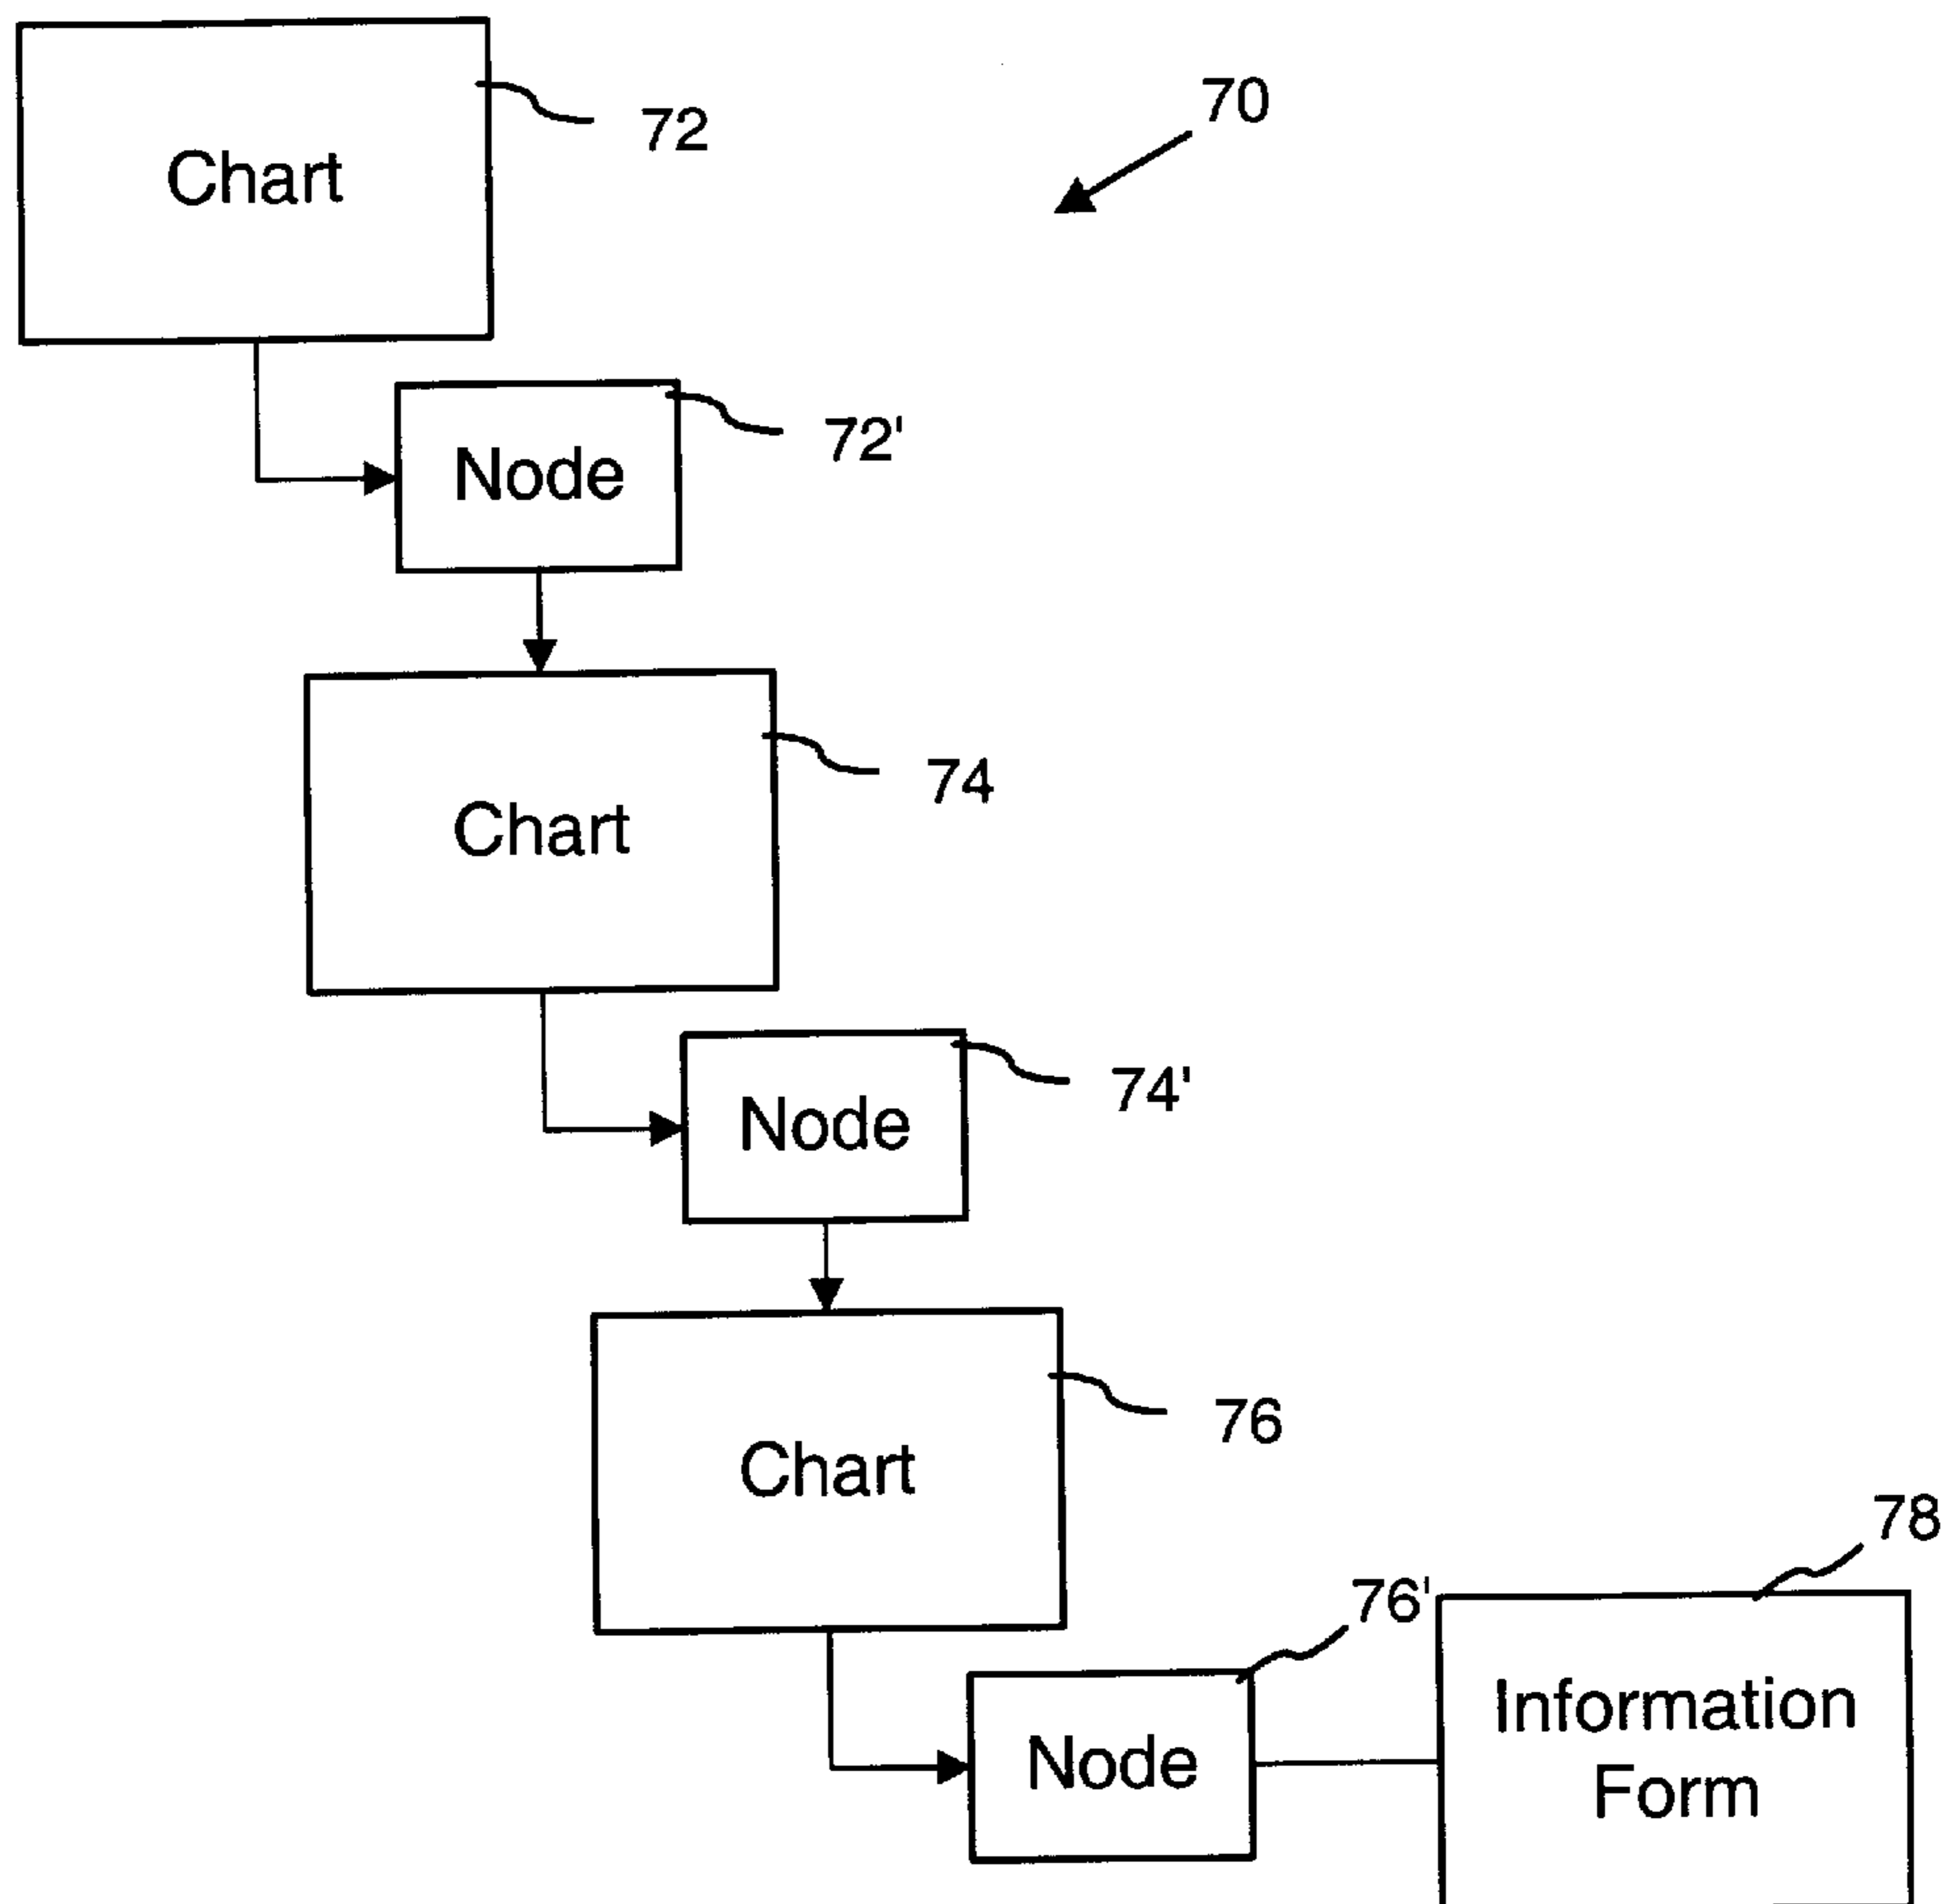 70
72
Chart
72'
Node
74
Chart
74'
Node
76
Chart
78
76'
Information
Form
Node